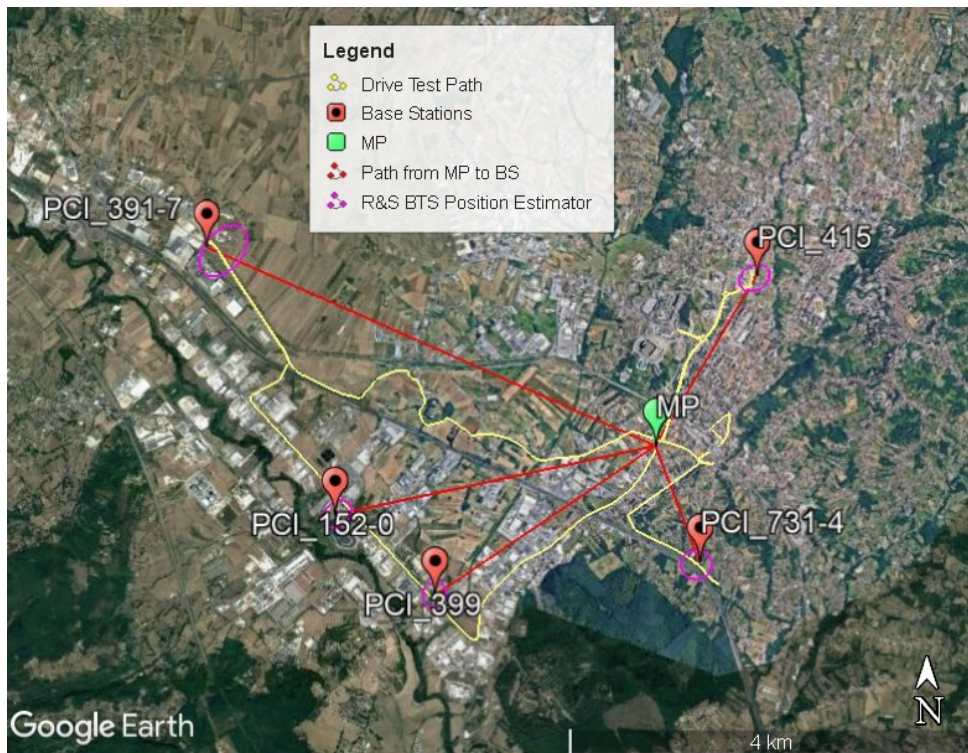 Legend
Drive Test Path
Base Stations
MP
Path from MP to BS
R&S BTS Position Estimator
PCI_391-7
PCI_415
MP
PCI_152-0
PCI_731-4
PCI_399
N
Google Earth
4 km